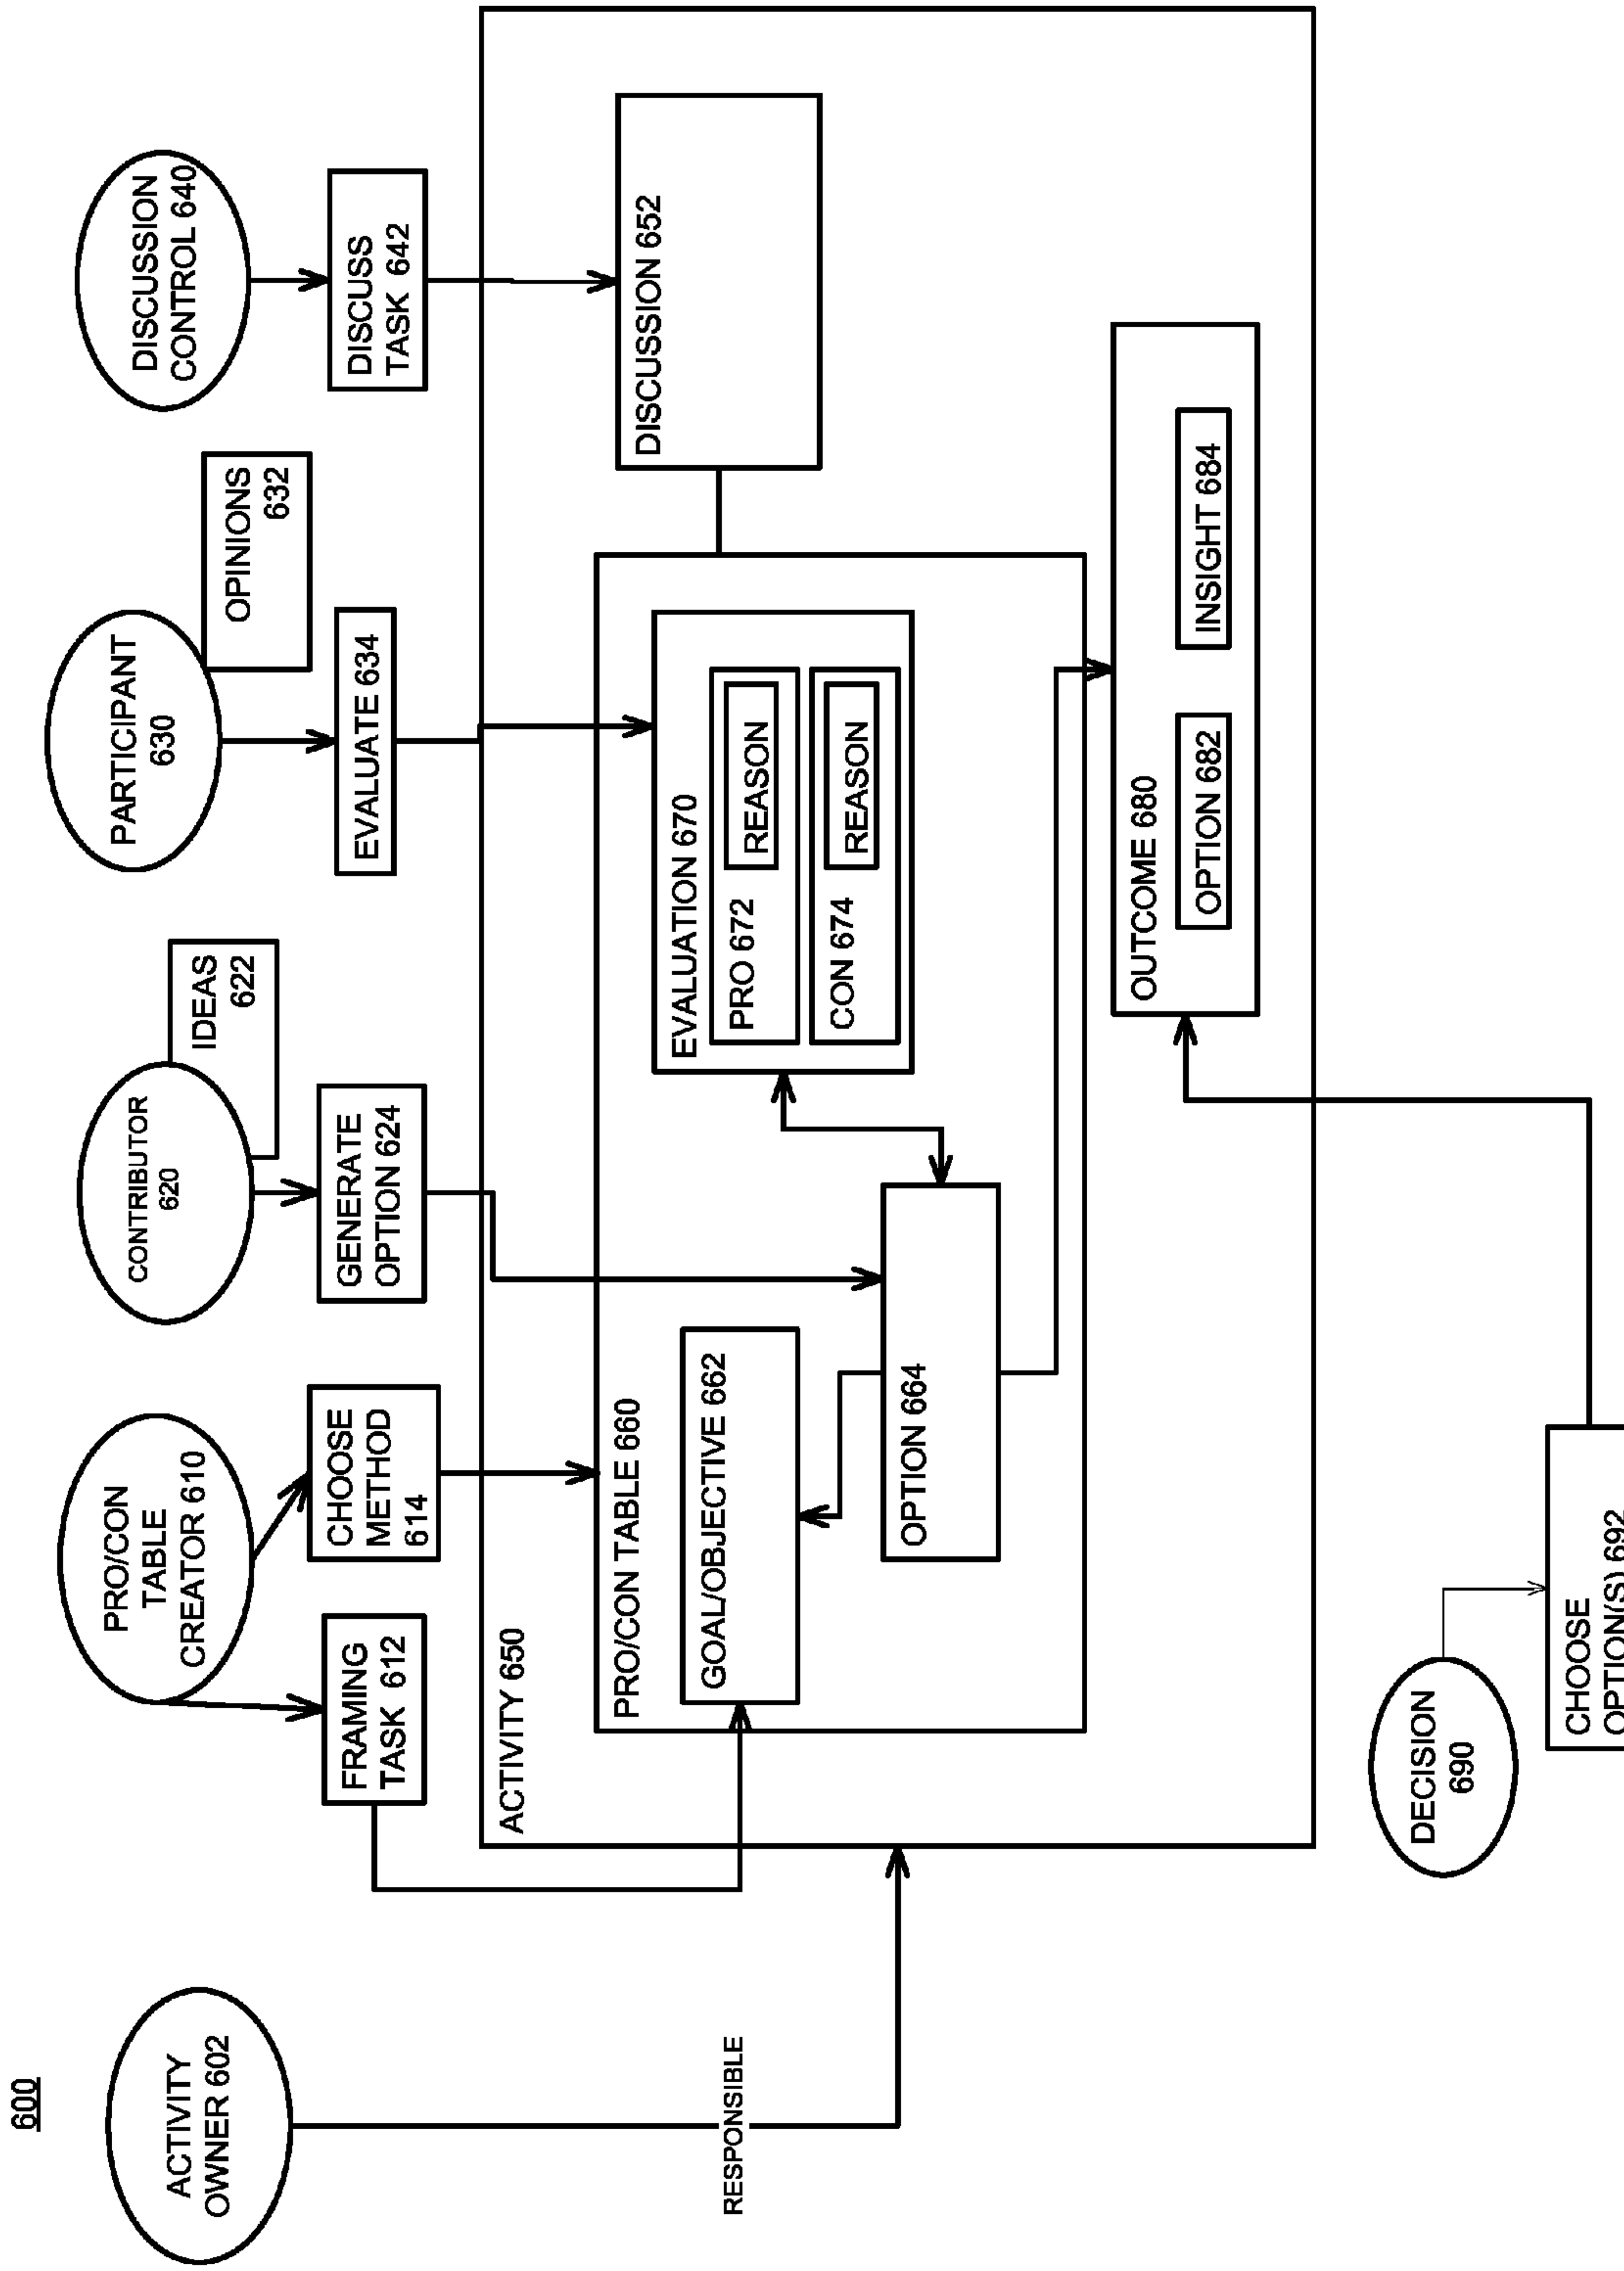 600
ACTIVITY
OWNER 602
RESPONSIBLE
PRO/CON
TABLE
CREATOR 610
FRAMING
TASK 612
CHOOSE
METHOD
614
CONTRIBUTOR
620
IDEAS
622
GENERATE
OPTION 624
PARTICIPANT
630
OPINIONS
632
EVALUATE 634
DISCUSSION
CONTROL 640
DISCUSS
TASK 642
ACTIVITY 650
PRO/CON TABLE 660
GOAL/OBJECTIVE 662
OPTION 664
EVALUATION 670
PRO 672
REASON
CON 674
REASON
DISCUSSION 652
OUTCOME 680
OPTION 682
INSIGHT 684
DECISION
690
CHOOSE
OPTION(S) 692